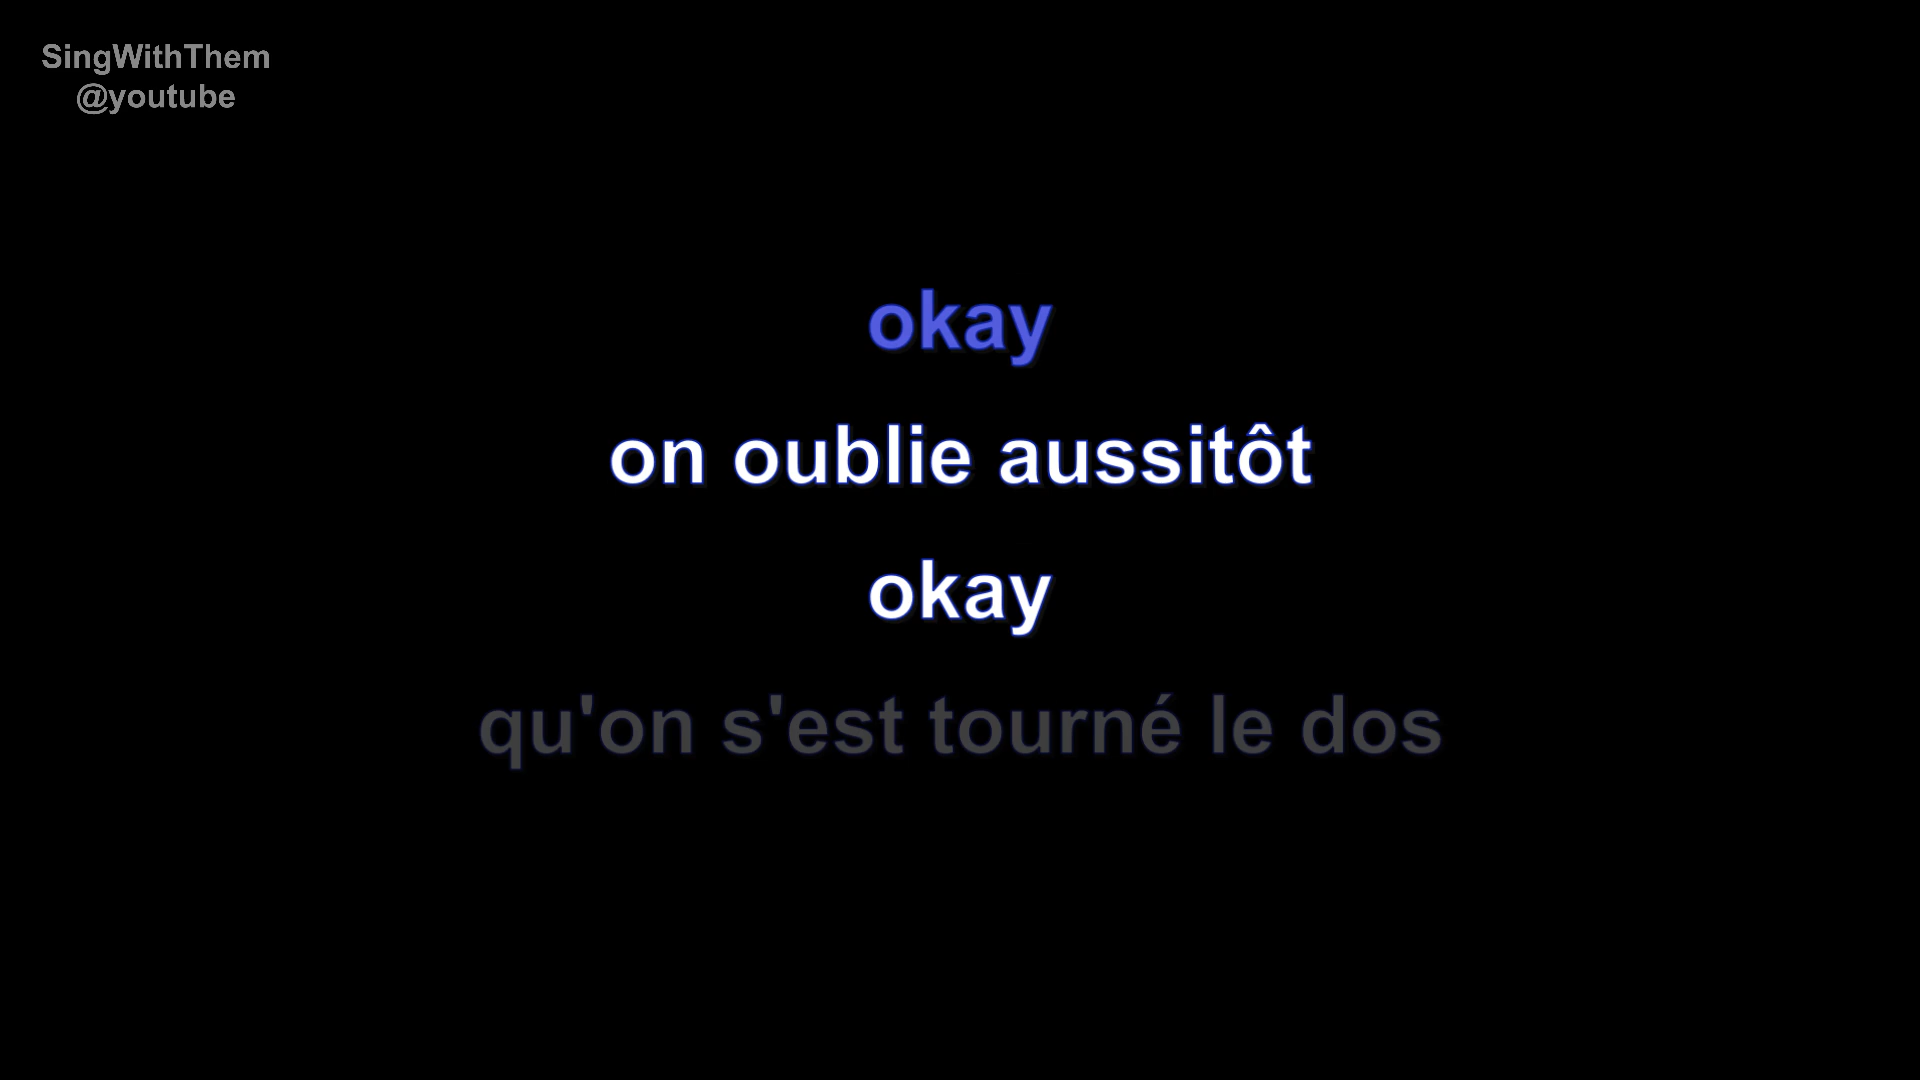 SingWithThem
@youtube
okay
on oublie aussitôt
okay
qu'on s'est tourné le dos